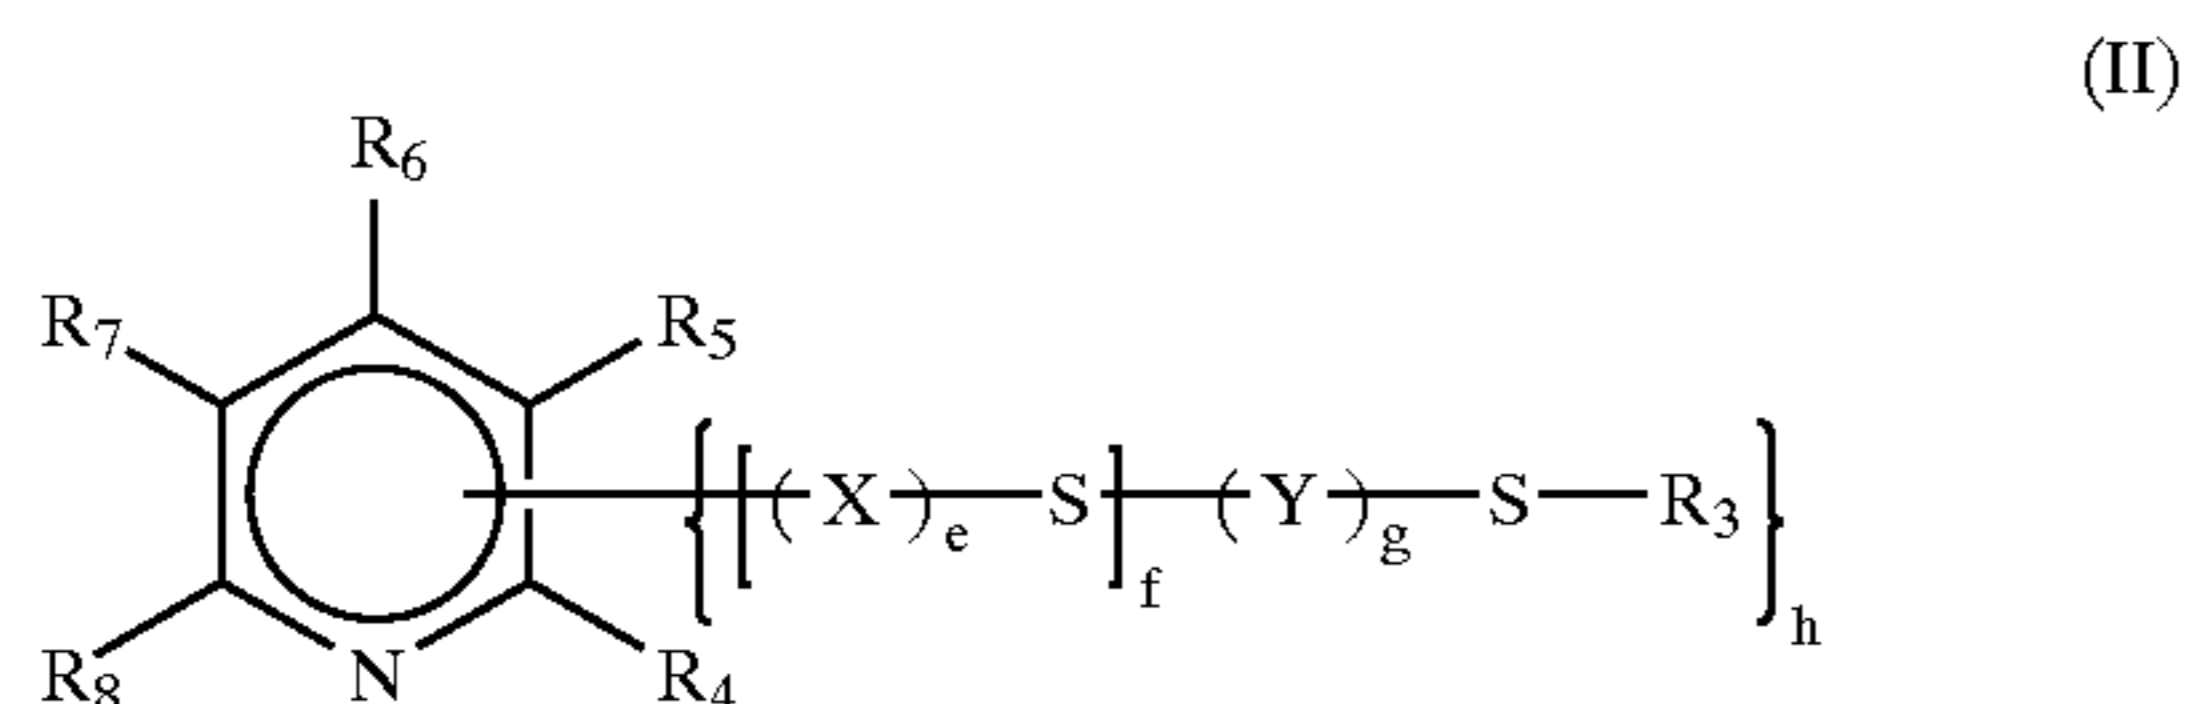 (II)
R6
R7 R5
{[(X)e—S]f—(Y)g—S—R3}h
R8 N R4